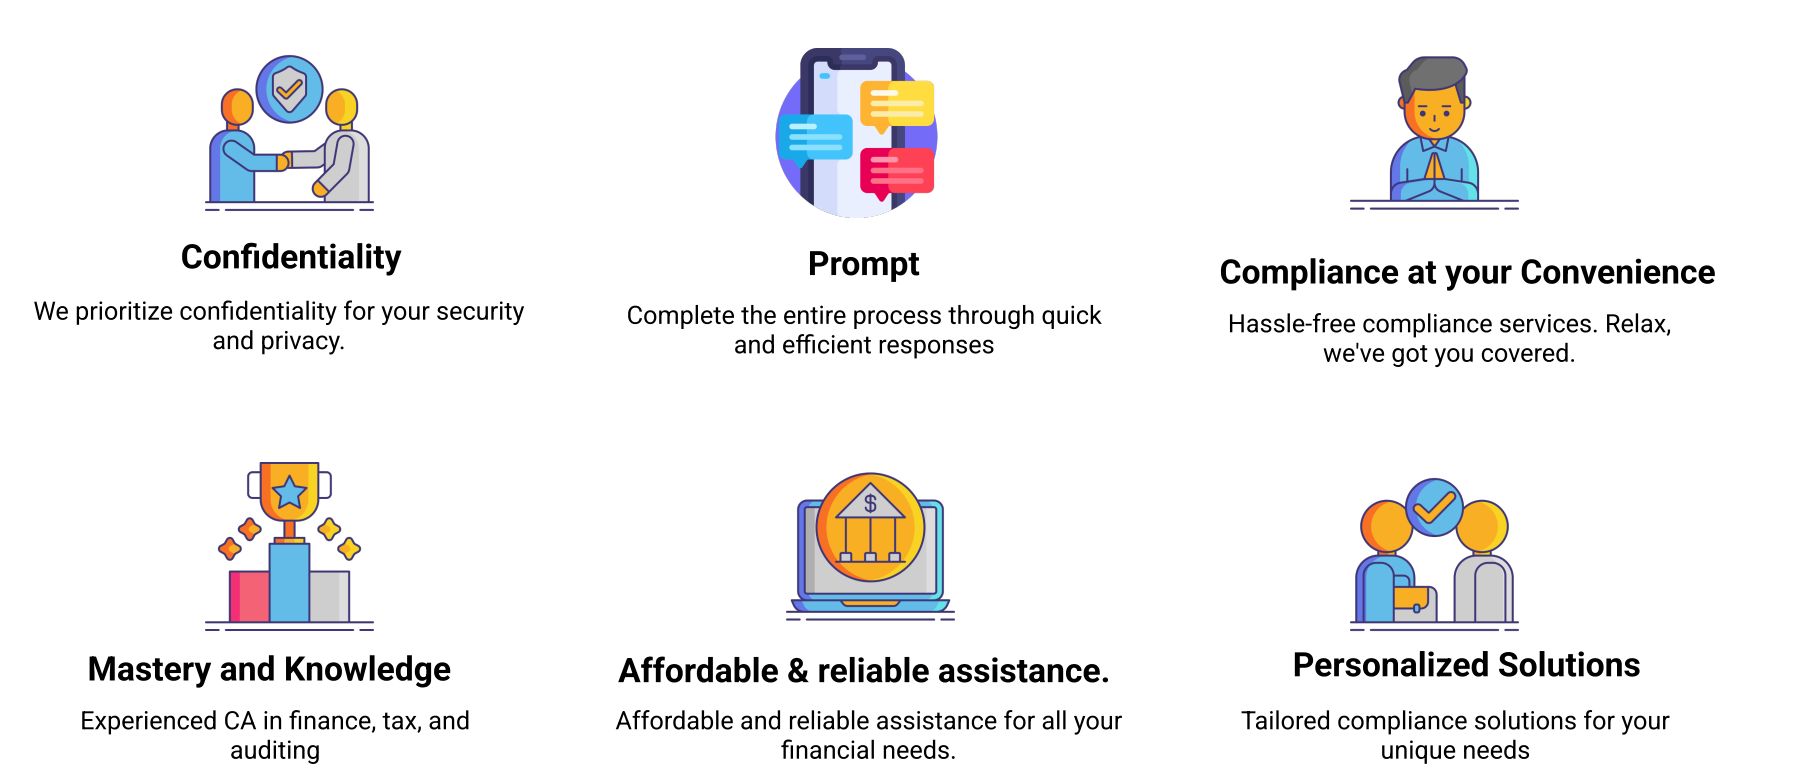 Confidentiality
We prioritize confidentiality for your security
and privacy.
Prompt
Complete the entire process through quick
and efficient responses
Compliance at your Convenience
Hassle-free compliance services. Relax,
we've got you covered.
Mastery and Knowledge
Experienced CA in finance, tax, and
auditing
$
Affordable & reliable assistance.
Affordable and reliable assistance for all your
financial needs.
Personalized Solutions
Tailored compliance solutions for your
unique needs